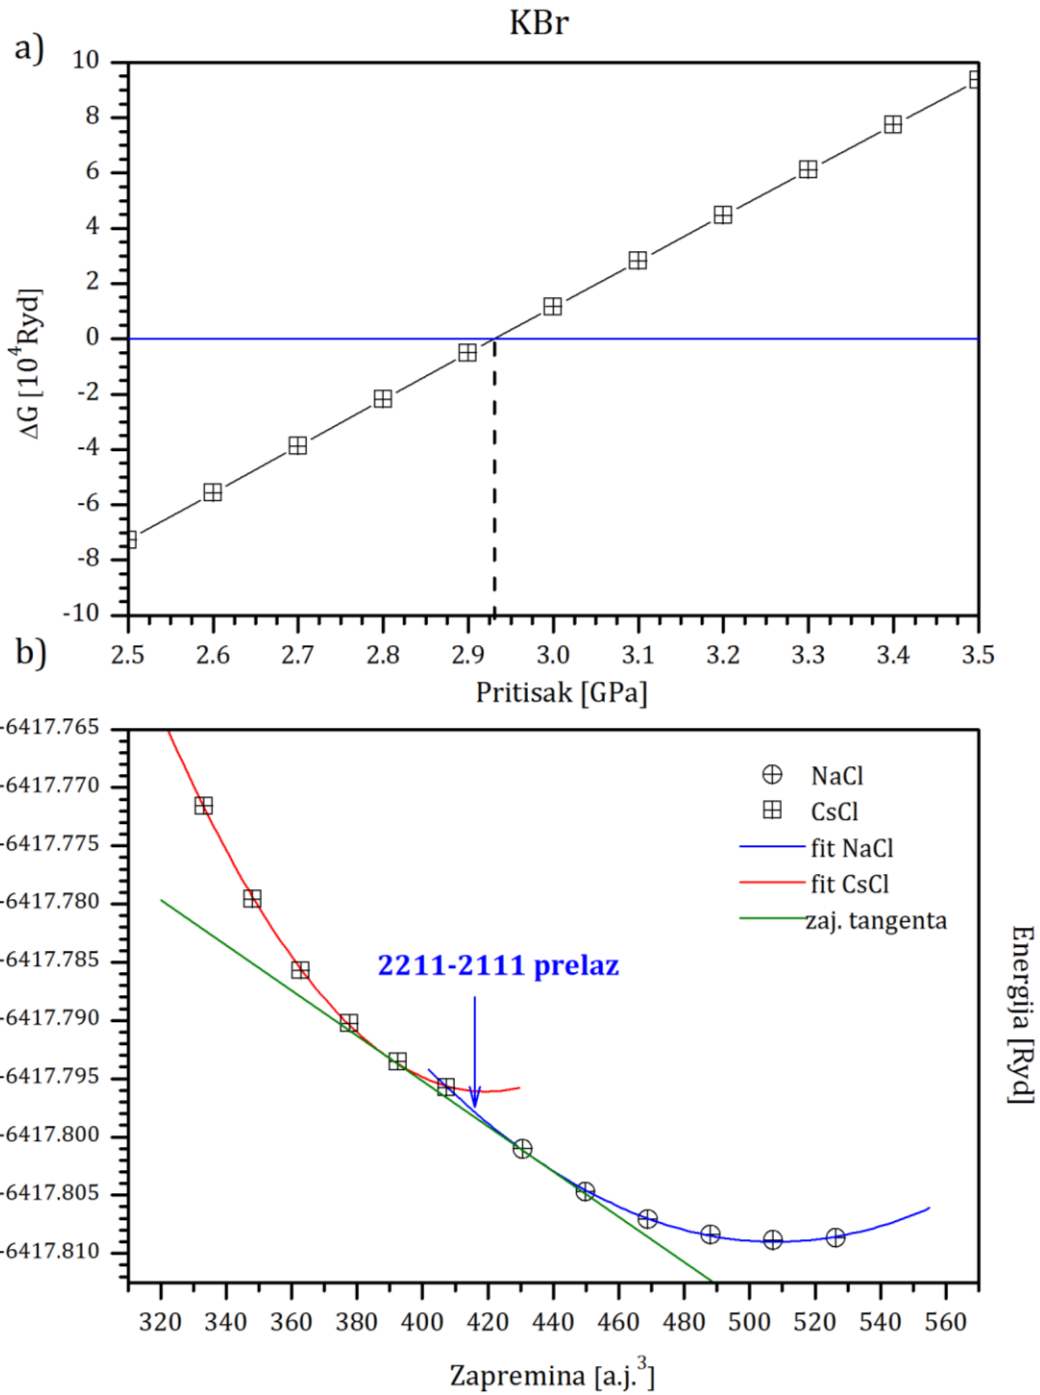 KBr
a)
10
8
6
4
2
0
-2
-4
-6
-8
-10
ΔG [10⁴Ryd]
2.5 2.6 2.7 2.8 2.9 3.0 3.1 3.2 3.3 3.4 3.5
Pritisak [GPa]
b)
-6417.765
-6417.770
-6417.775
-6417.780
-6417.785
-6417.790
-6417.795
-6417.800
-6417.805
-6417.810
NaCl
CsCl
fit NaCl
fit CsCl
zaj. tangenta
2211-2111 prelaz
Energija [Ryd]
320 340 360 380 400 420 440 460 480 500 520 540 560
Zapremina [a.j.³]